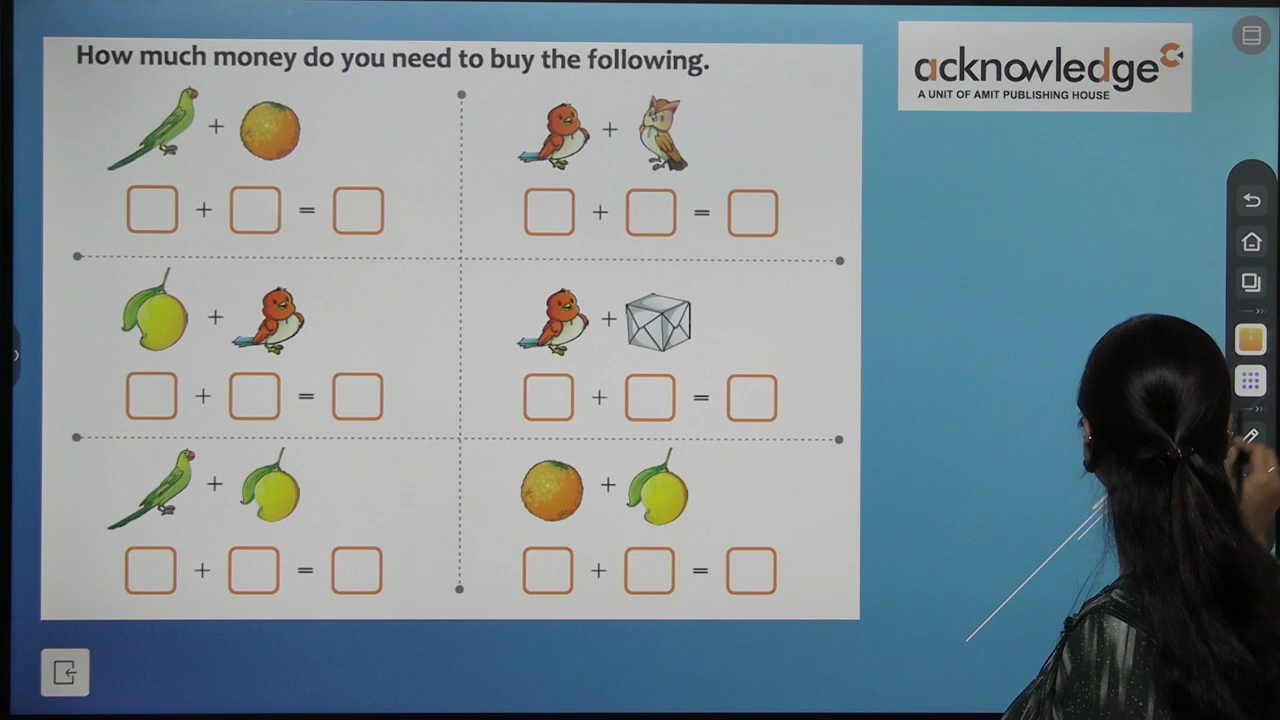 How much money do you need to buy the following.
acknowledge
A UNIT OF AMIT PUBLISHING HOUSE
+ +
+ = + =
+ +
+ = + =
+ +
+ = + =